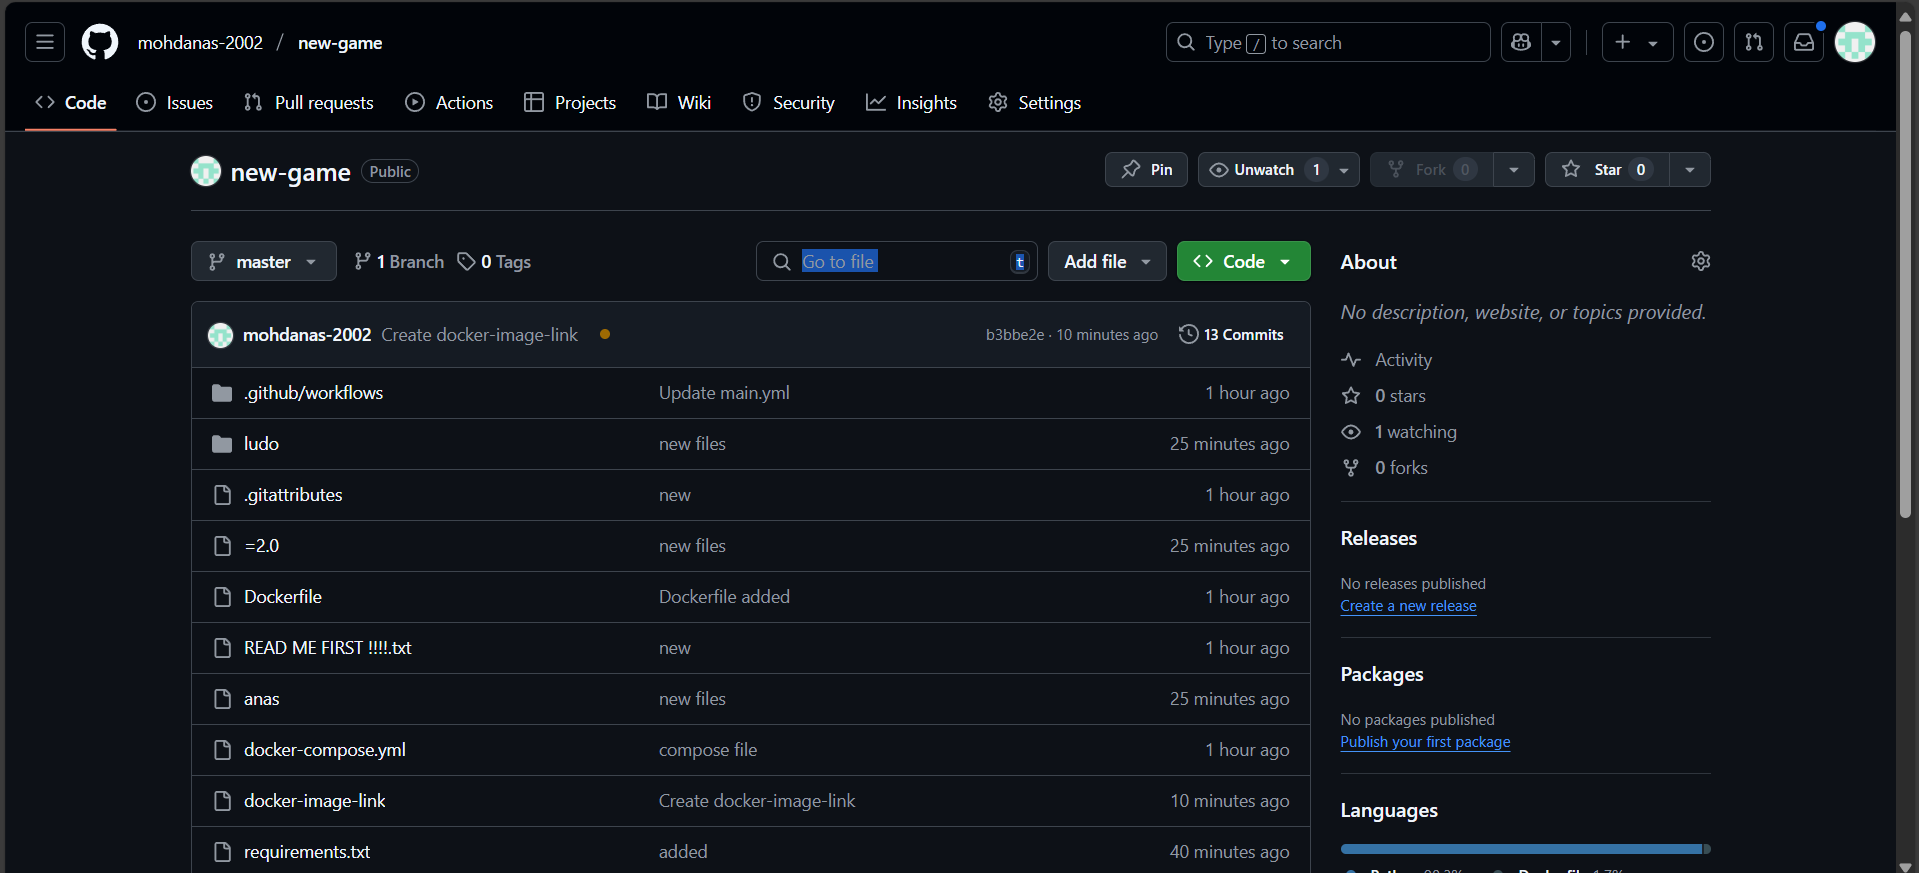 mohdanas-2002 / new-game
Type / to search
Code Issues Pull requests Actions Projects Wiki Security Insights Settings
new-game Public
Pin Unwatch 1 Fork 0 Star 0
master 1 Branch 0 Tags Go to file t Add file Code
mohdanas-2002 Create docker-image-link b3bbe2e · 10 minutes ago 13 Commits
.github/workflows Update main.yml 1 hour ago
ludo new files 25 minutes ago
.gitattributes new 1 hour ago
=2.0 new files 25 minutes ago
Dockerfile Dockerfile added 1 hour ago
READ ME FIRST !!!!.txt new 1 hour ago
anas new files 25 minutes ago
docker-compose.yml compose file 1 hour ago
docker-image-link Create docker-image-link 10 minutes ago
requirements.txt added 40 minutes ago
About
No description, website, or topics provided.
Activity
0 stars
1 watching
0 forks
Releases
No releases published
Create a new release
Packages
No packages published
Publish your first package
Languages